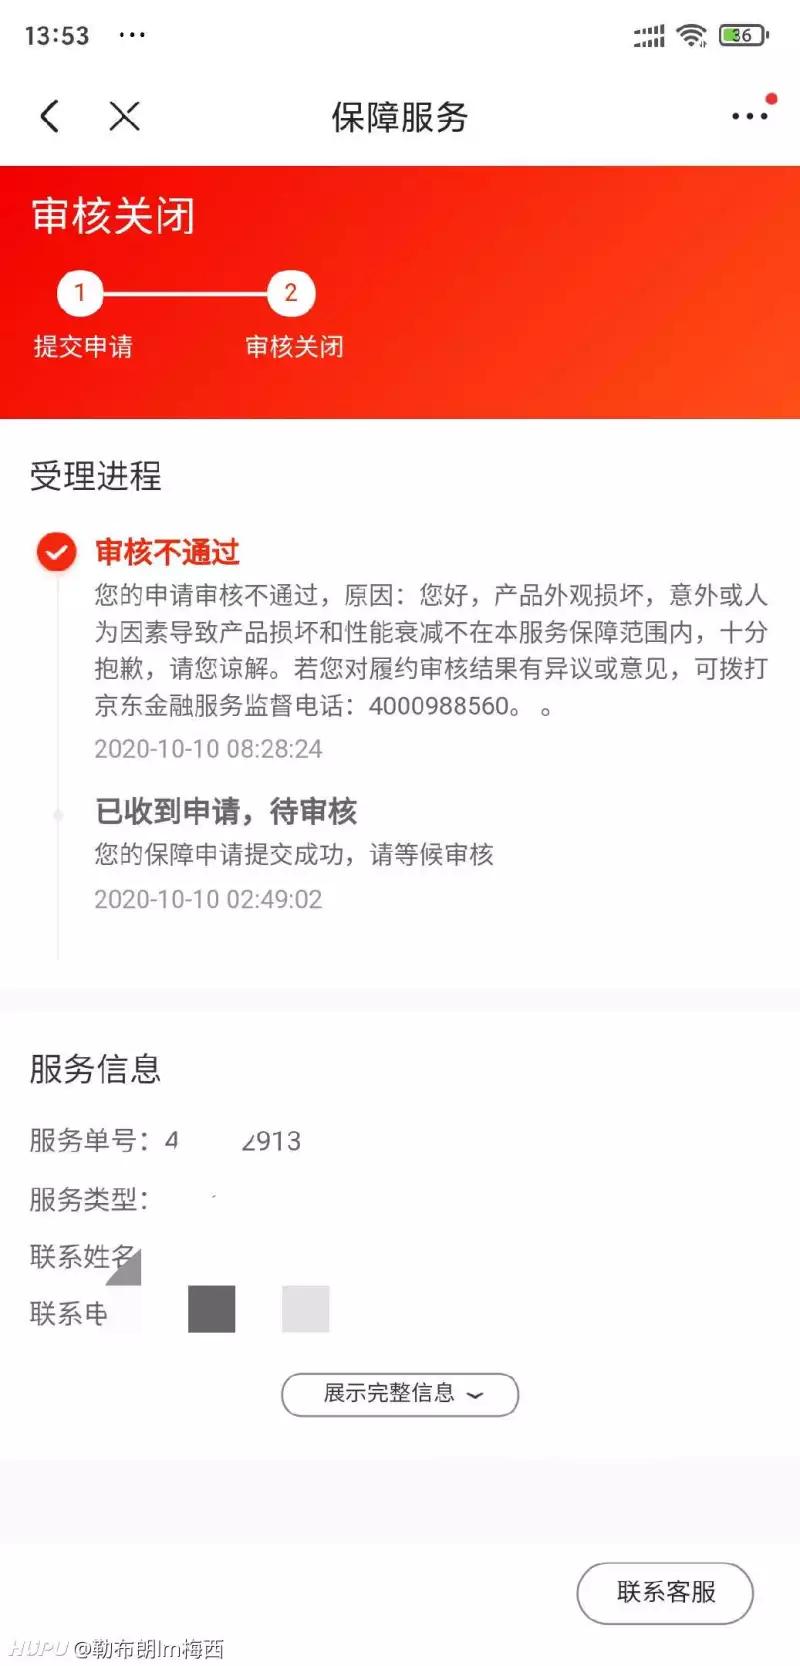 13:53 ...
36
保障服务
审核关闭
1
2
提交申请
审核关闭
受理进程
审核不通过
您的申请审核不通过，原因：您好，产品外观损坏，意外或人
为因素导致产品损坏和性能衰减不在本服务保障范围内，十分
抱歉，请您谅解。若您对履约审核结果有异议或意见，可拨打
京东金融服务监督电话：4000988560。 。
2020-10-10 08:28:24
已收到申请，待审核
您的保障申请提交成功，请等候审核
2020-10-10 02:49:02
服务信息
服务单号：4 2913
服务类型：
联系姓名
联系电
展示完整信息
联系客服
HUPU @勒布朗lm梅西